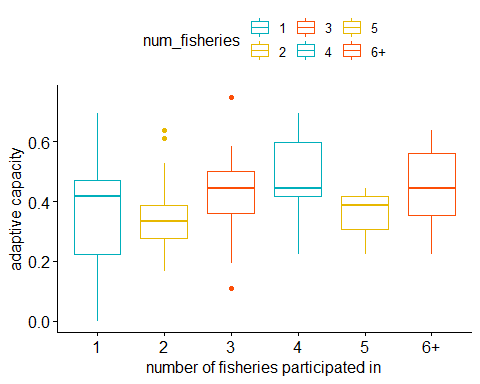 num_fisheries
1 3 5
2 4 6+
adaptive capacity
0.6
0.4
0.2
0.0
1 2 3 4 5 6+
number of fisheries participated in